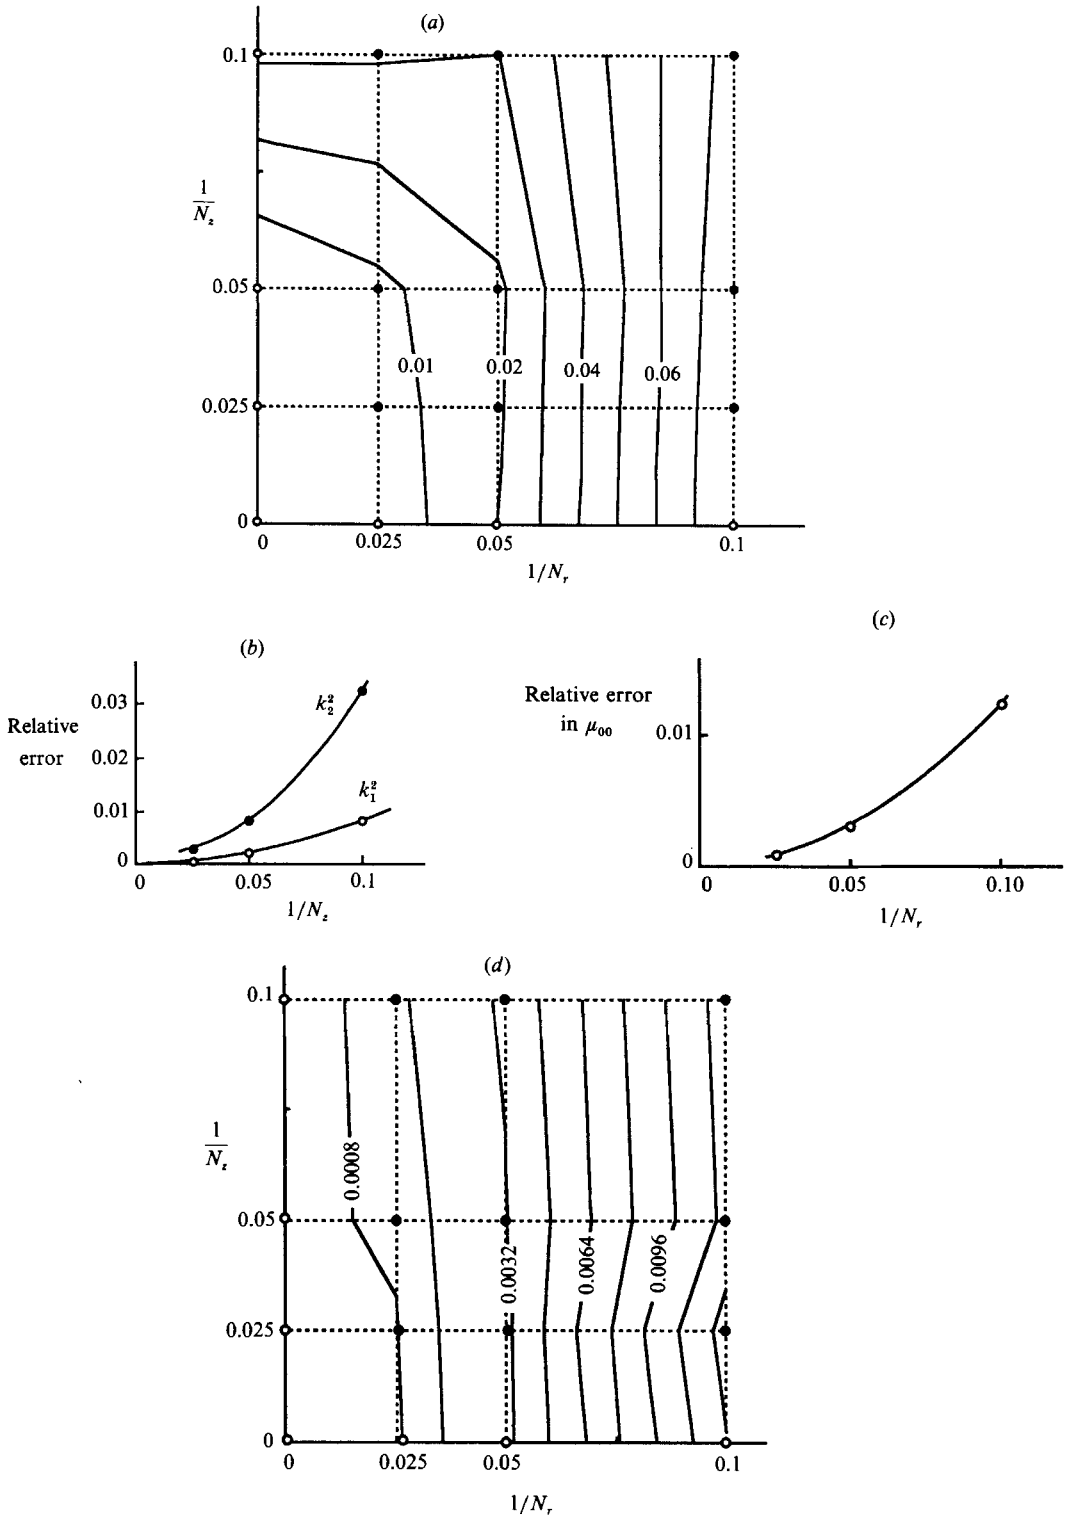 (a)
0.1
1
N_z
0.05
0.01
0.02
0.04
0.06
0.025
0
0
0.025
0.05
0.1
1/N_r
(b)
0.03
Relative
error
0.02
0.01
0
k_2^2
k_1^2
0
0.05
0.1
1/N_z
(c)
Relative error
in μ_00
0.01
0
0
0.05
0.10
1/N_r
(d)
0.1
1
N_z
0.0008
0.05
0.0032
0.0064
0.0096
0.025
0
0
0.025
0.05
0.1
1/N_r